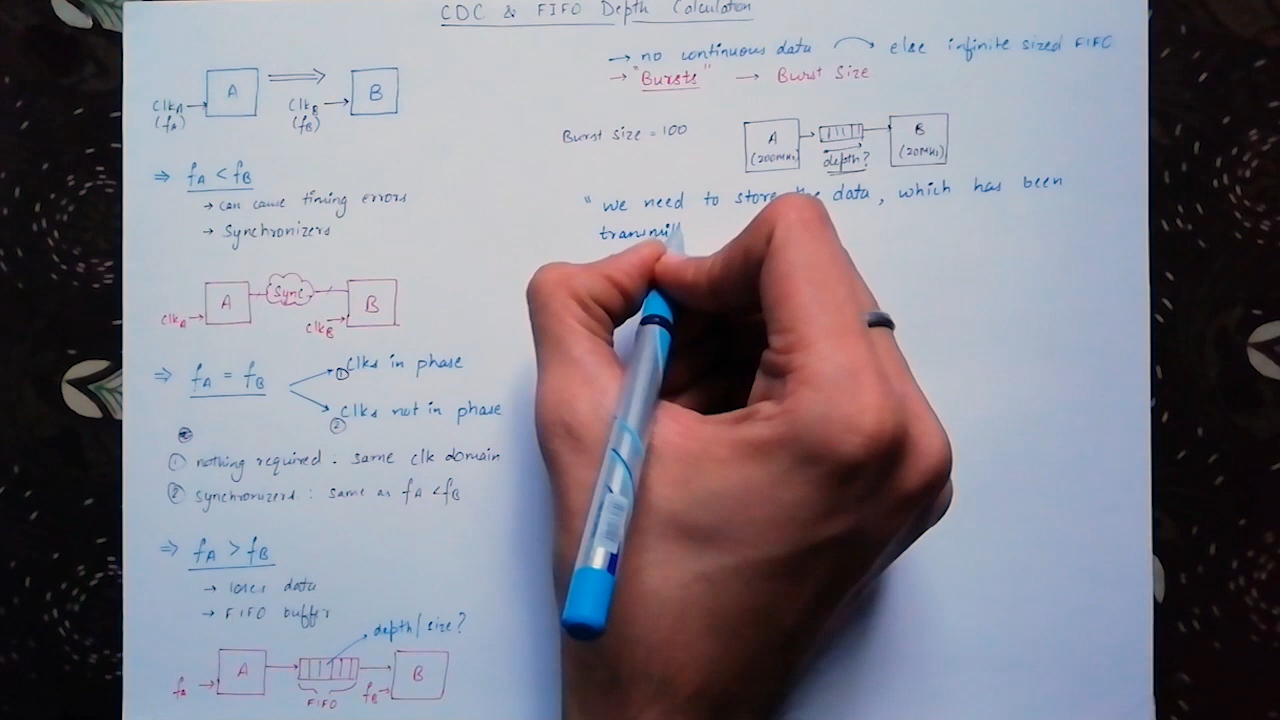 CDC & FIFO Depth Calculation
A
B
ClkA
(fA)
ClkB
(fB)
⇒ fA < fB
→ can cause timing errors
→ Synchronizers
A
Sync
B
ClkA
ClkB
⇒ fA = fB
① Clks in phase
② Clks not in phase
① nothing required : same clk domain
② synchronizers : same as fA < fB
⇒ fA > fB
→ loses data
→ FIFO buffer
depth/size?
A
B
fA
FIFO
fB
→ no continuous data
else infinite sized FIFO
→ "Bursts" → Burst Size
Burst size = 100
A
(200MHz)
B
(20MHz)
depth?
" we need to store the data, which has been
transmitt